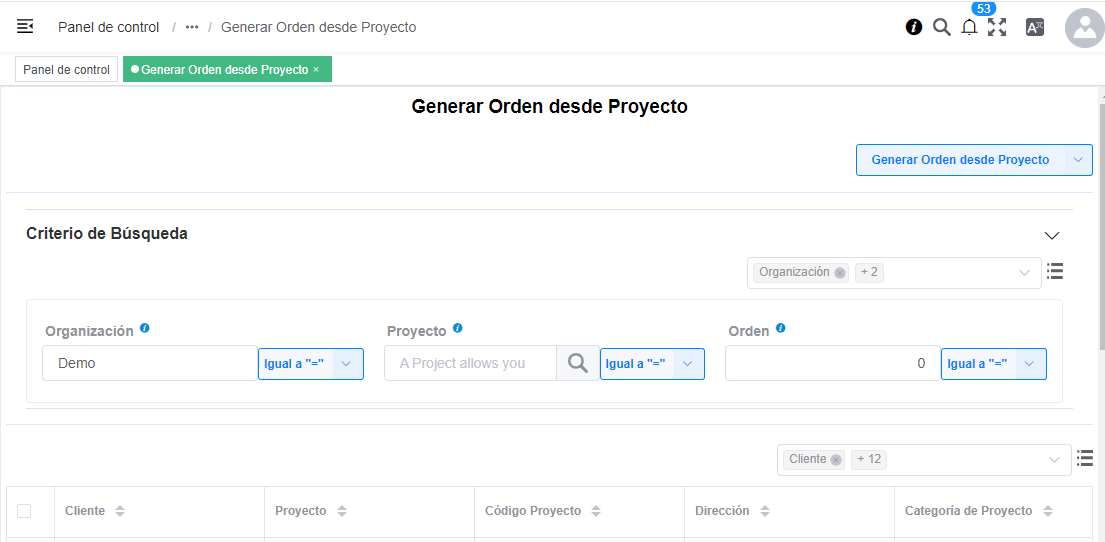 53
Panel de control / ••• / Generar Orden desde Proyecto
Panel de control
Generar Orden desde Proyecto ×
Generar Orden desde Proyecto
Generar Orden desde Proyecto
Criterio de Búsqueda
Organización + 2
Organización Proyecto Orden
Demo Igual a "=" A Project allows you Igual a "=" 0 Igual a "="
Cliente + 12
Cliente Proyecto Código Proyecto Dirección Categoría de Proyecto